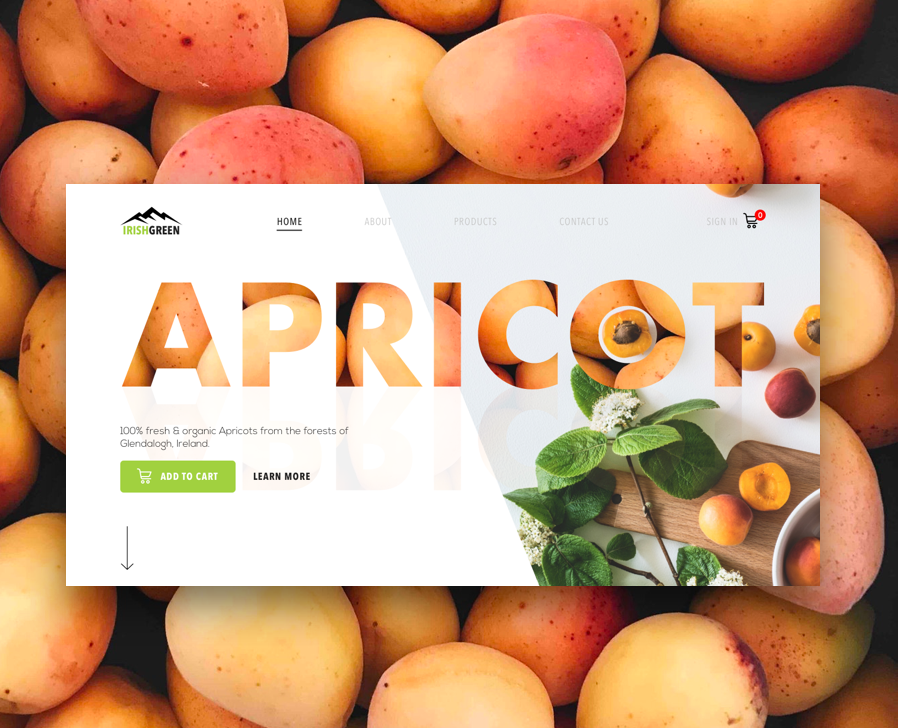 IRISHGREEN
HOME ABOUT PRODUCTS CONTACT US SIGN IN 0
APRICOT
100% fresh & organic Apricots from the forests of
Glendalogh, Ireland.
ADD TO CART LEARN MORE